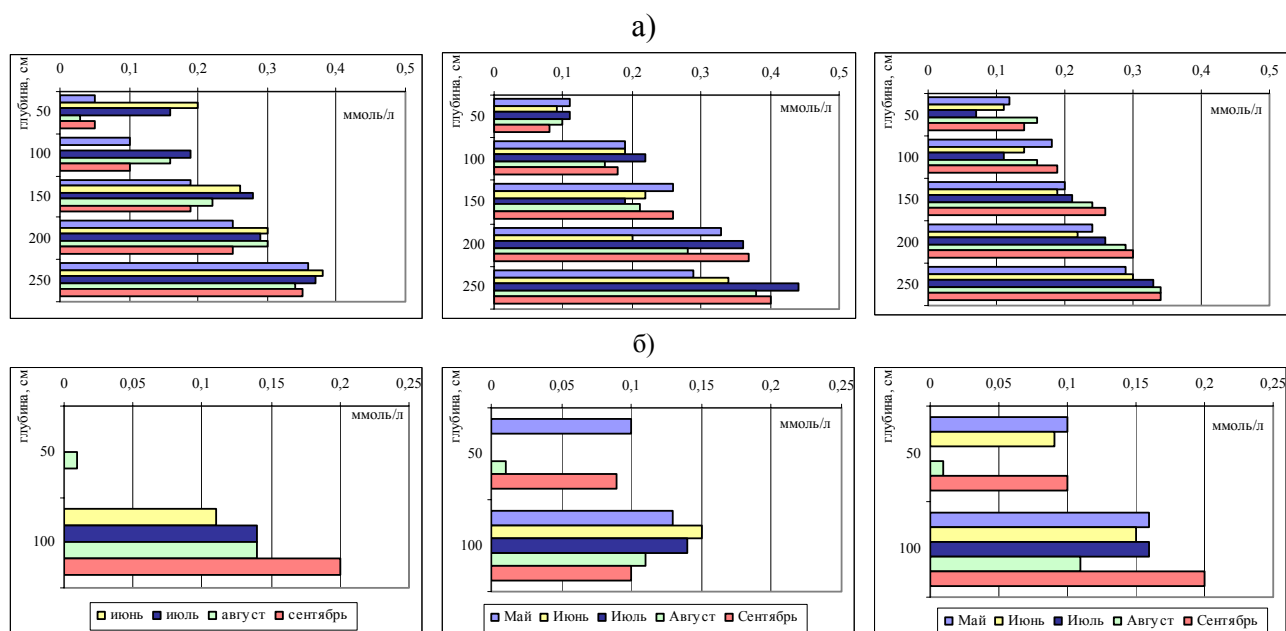 а)
глубина, см
0 0,1 0,2 0,3 0,4 0,5
ммоль/л
50
100
150
200
250
глубина, см
0 0,1 0,2 0,3 0,4 0,5
ммоль/л
50
100
150
200
250
глубина, см
0 0,1 0,2 0,3 0,4 0,5
ммоль/л
50
100
150
200
250
б)
глубина, см
0 0,05 0,1 0,15 0,2 0,25
ммоль/л
50
100
июнь июль август сентябрь
глубина, см
0 0,05 0,1 0,15 0,2 0,25
ммоль/л
50
100
Май Июнь Июль Август Сентябрь
глубина, см
0 0,05 0,1 0,15 0,2 0,25
ммоль/л
50
100
Май Июнь Июль Август Сентябрь